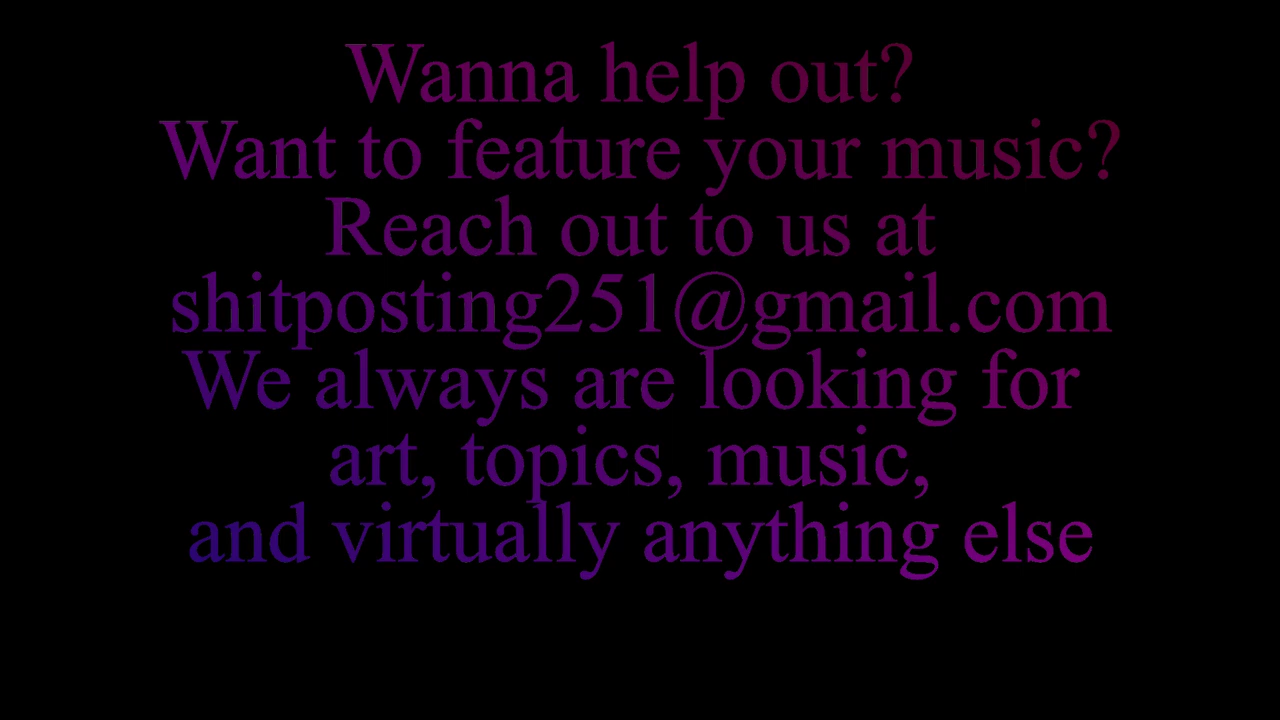 Wanna help out?
Want to feature your music?
Reach out to us at
shitposting251@gmail.com
We always are looking for
art, topics, music,
and virtually anything else